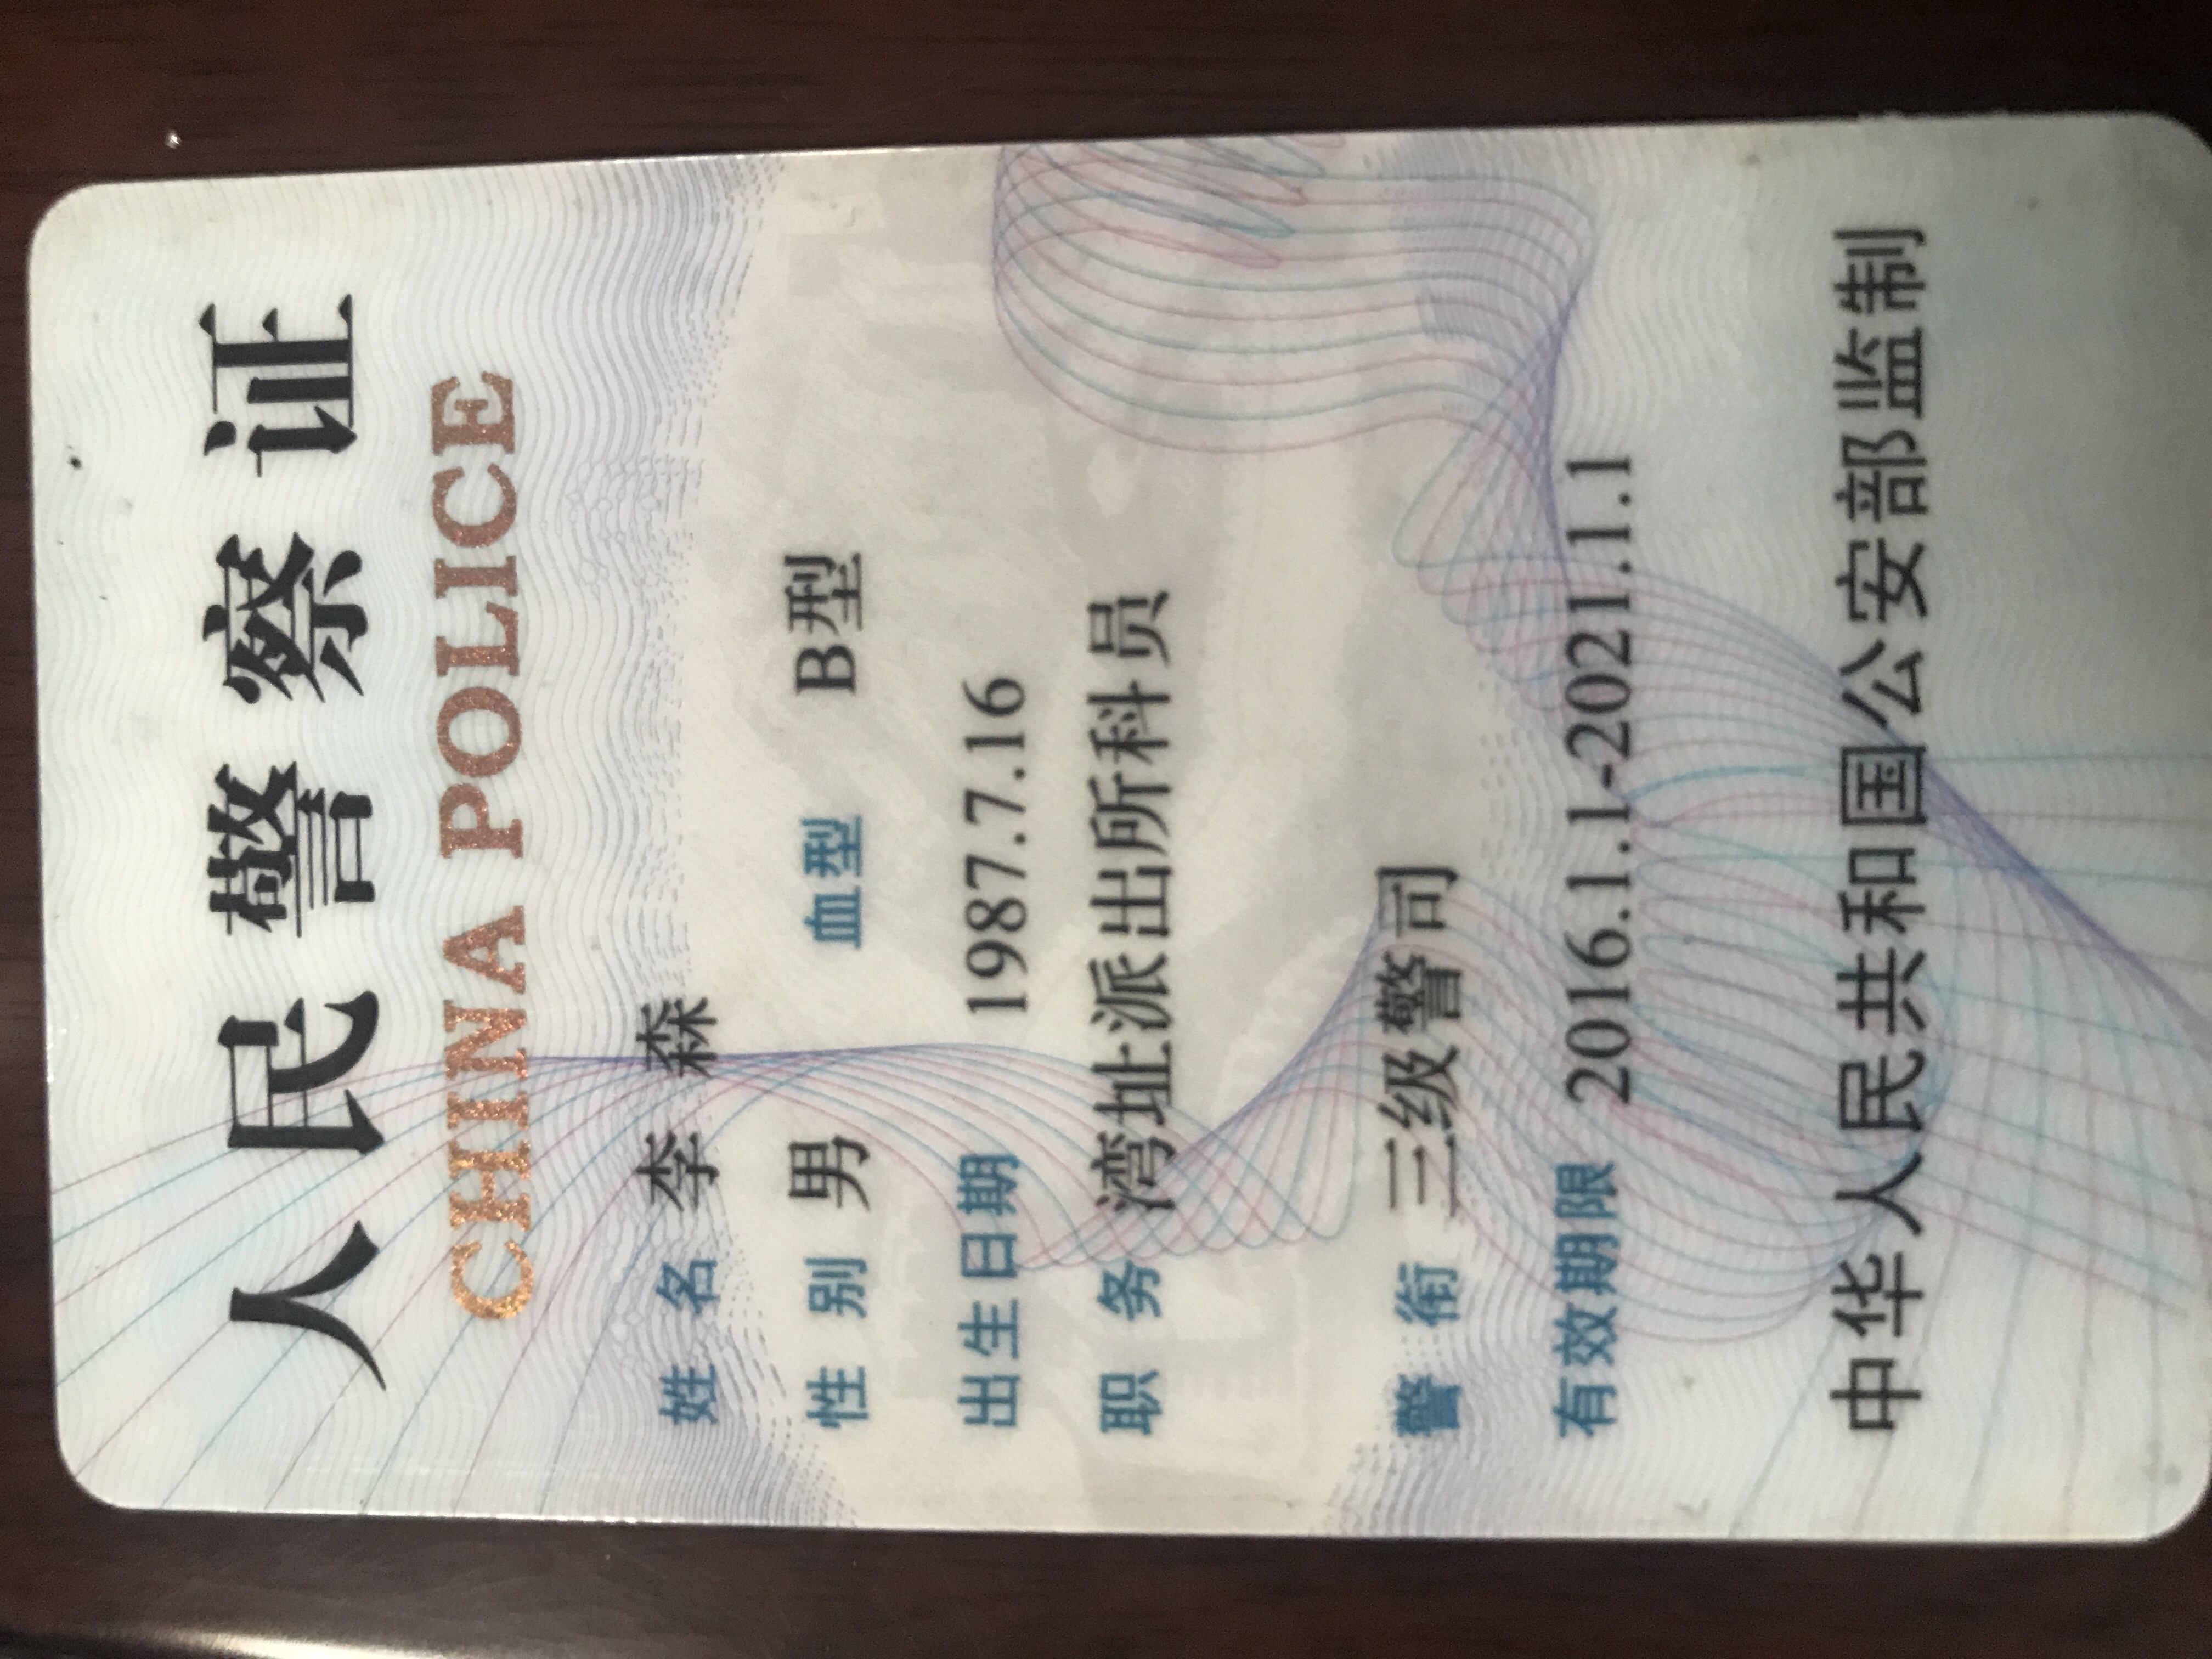 人民警察证
CHINA POLICE
姓名 李森
性别 男 血型 B型
出生日期 1987.7.16
职务 湾址派出所科员
警衔 三级警司
有效期限 2016.1.1-2021.1.1
中华人民共和国公安部监制